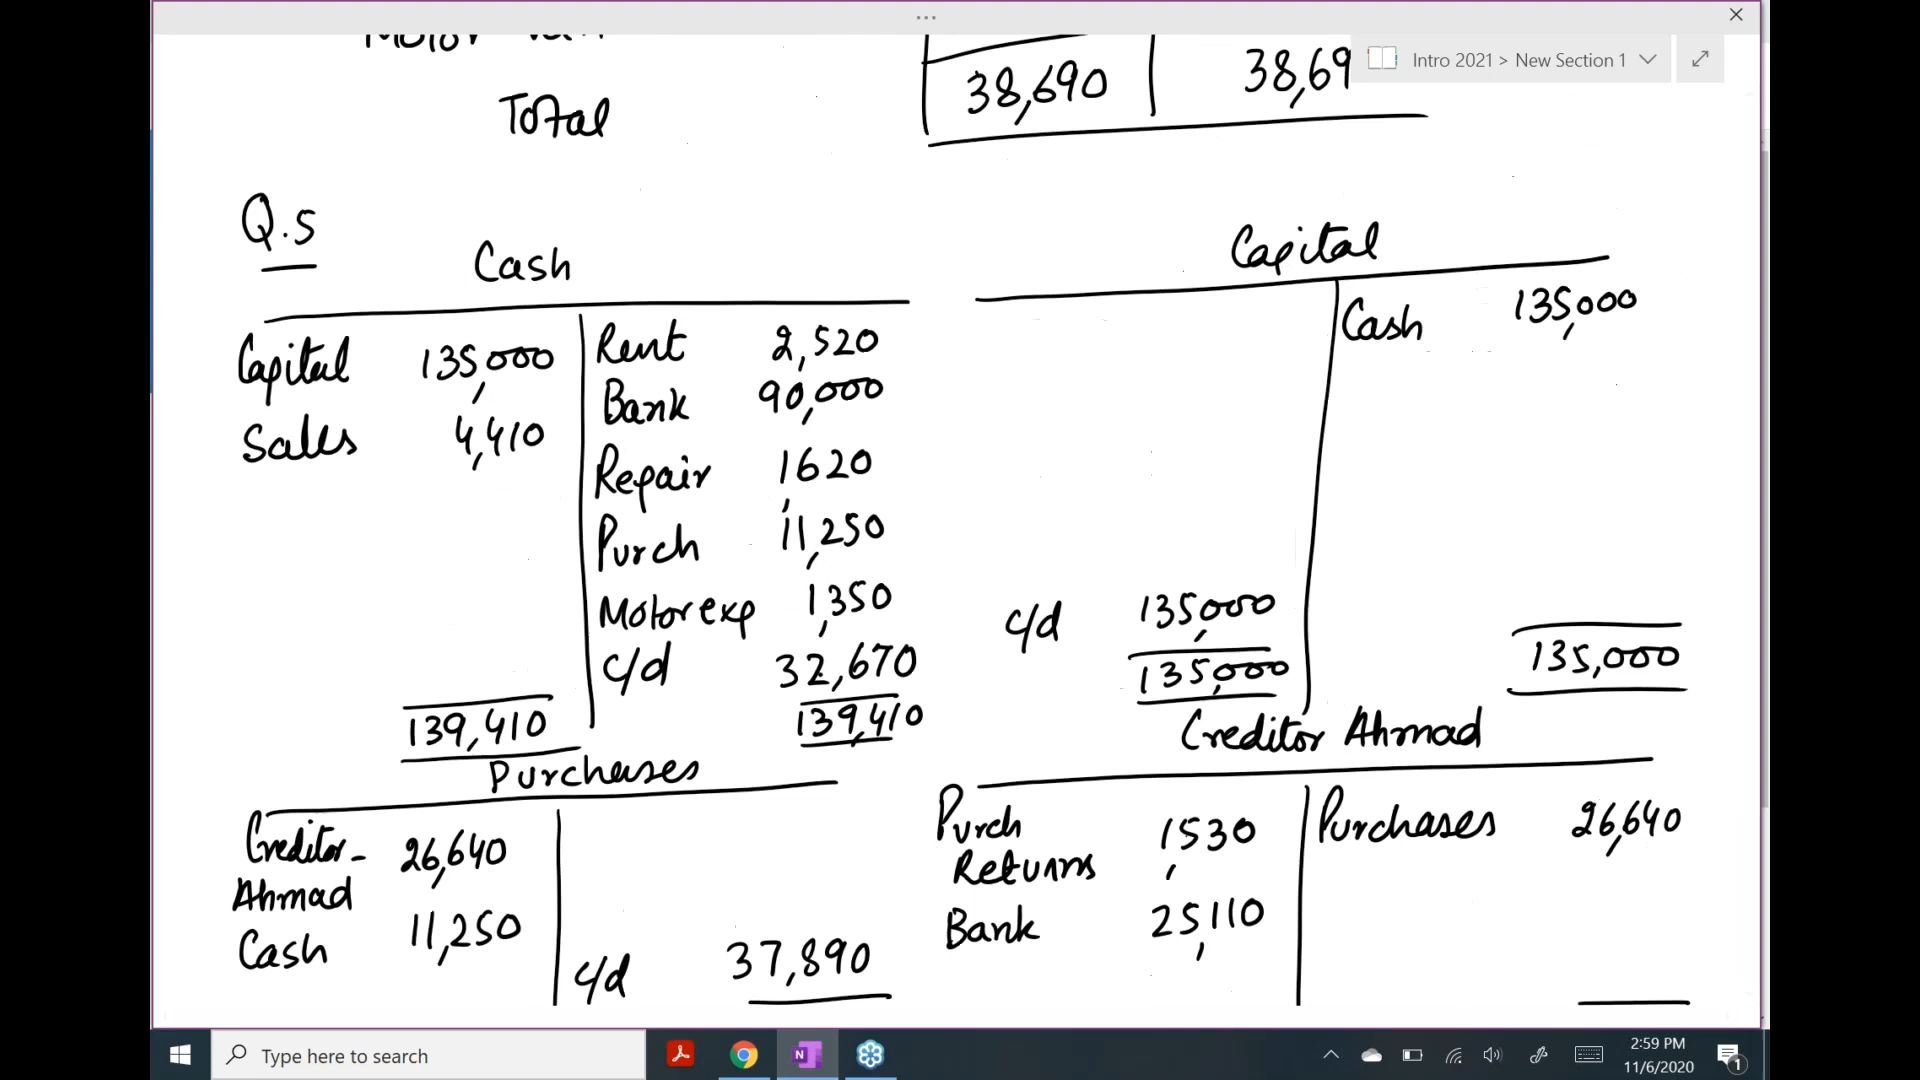 Intro 2021 > New Section 1
38,690 38,69
Total
Q.5
Cash
Capital 135,000 Rent 2,520
Sales 4,410 Bank 90,000
Repair 1620
Purch 11,250
Motor exp 1,350
c/d 32,670
139,410 139,410
Capital
Cash 135,000
c/d 135,000
135,000 135,000
Purchases
Creditor- 26,640
Ahmad
Cash 11,250
c/d 37,890
Creditor Ahmad
Purch 1,530 Purchases 26,640
Returns
Bank 25,110
Type here to search
N
2:59 PM
11/6/2020
1